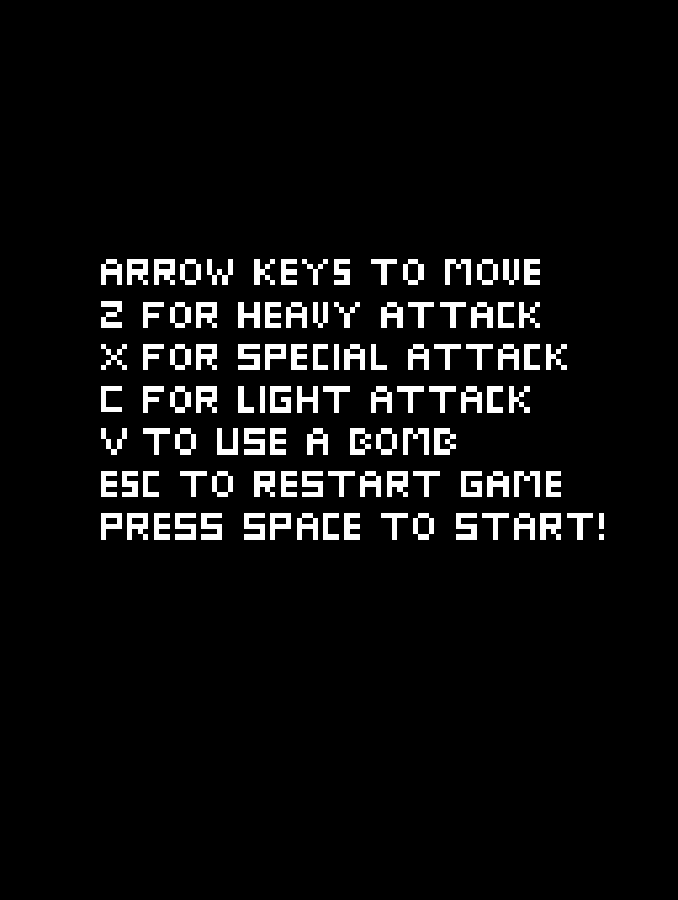 ARROW KEYS TO MOVE
Z FOR HEAVY ATTACK
X FOR SPECIAL ATTACK
C FOR LIGHT ATTACK
V TO USE A BOMB
ESC TO RESTART GAME
PRESS SPACE TO START!